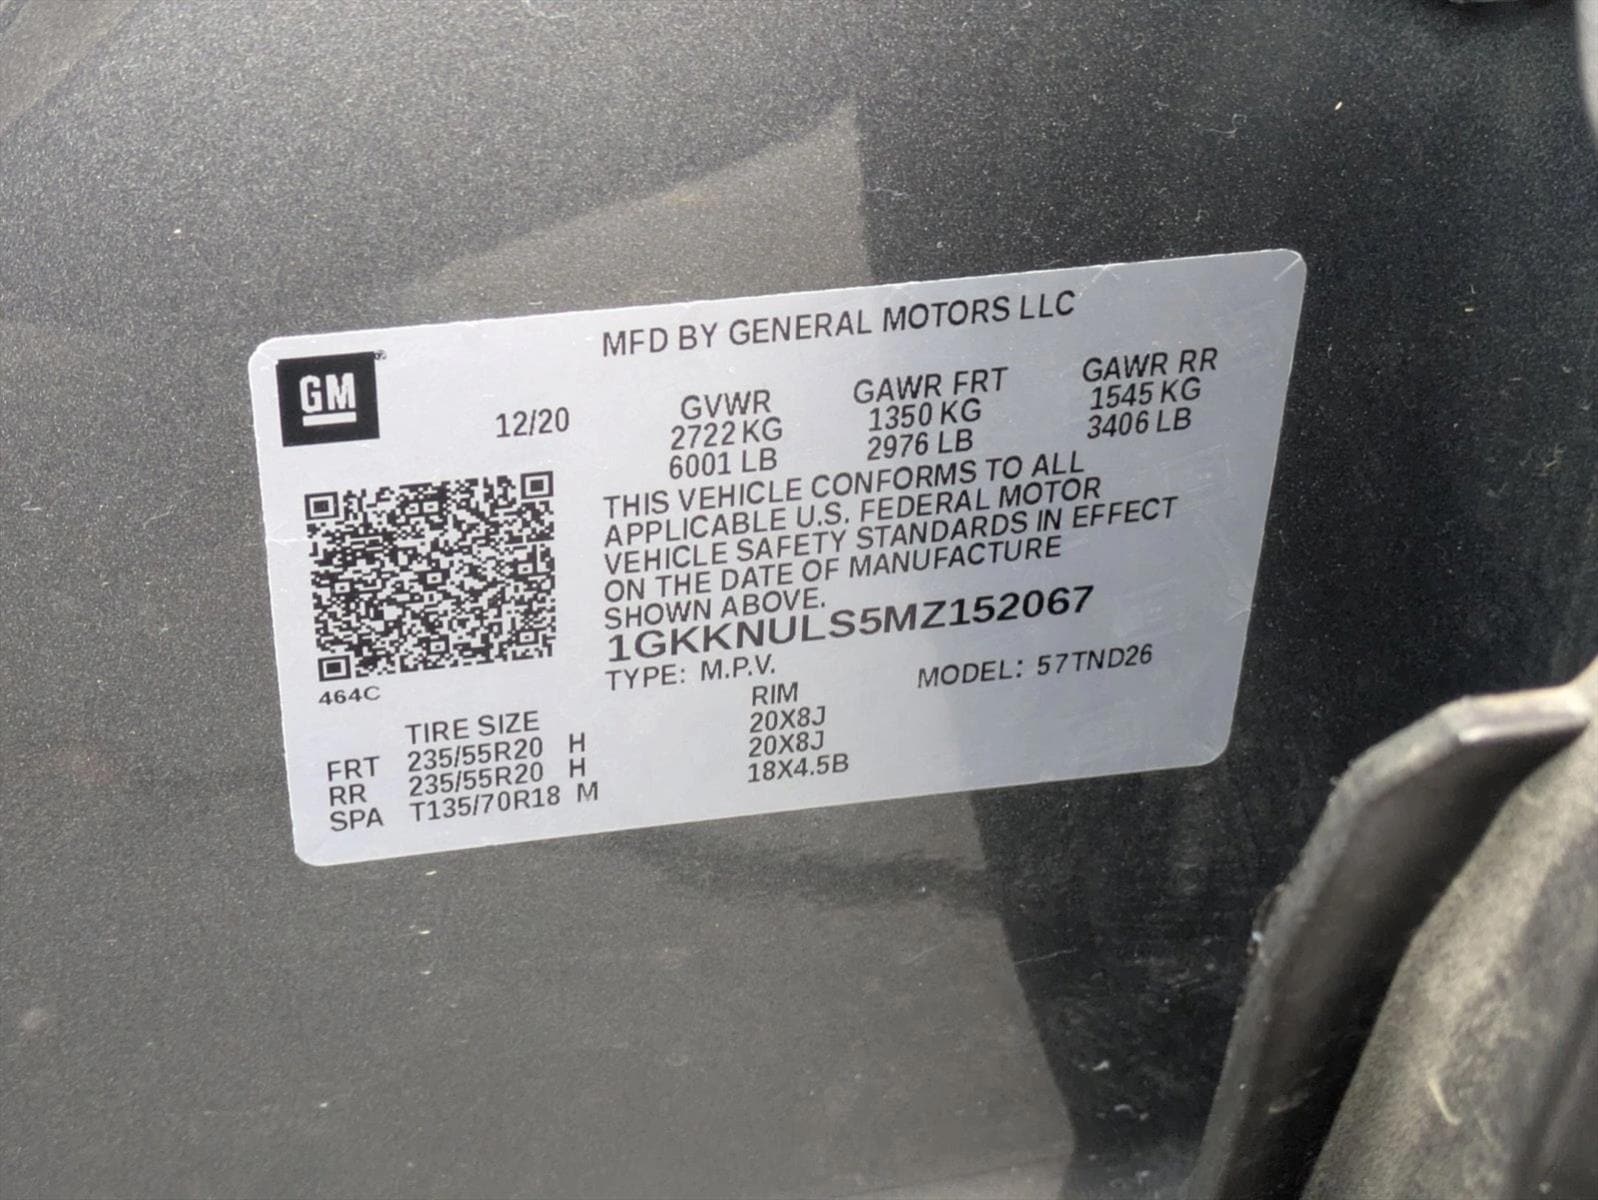 MFD BY GENERAL MOTORS LLC
GM®
12/20
GVWR
2722 KG
6001 LB
GAWR FRT
1350 KG
2976 LB
GAWR RR
1545 KG
3406 LB
THIS VEHICLE CONFORMS TO ALL
APPLICABLE U.S. FEDERAL MOTOR
VEHICLE SAFETY STANDARDS IN EFFECT
ON THE DATE OF MANUFACTURE
SHOWN ABOVE.
1GKKNULS5MZ152067
TYPE: M.P.V. MODEL: 57TND26
464C
TIRE SIZE RIM
FRT 235/55R20 H 20X8J
RR 235/55R20 H 20X8J
SPA T135/70R18 M 18X4.5B